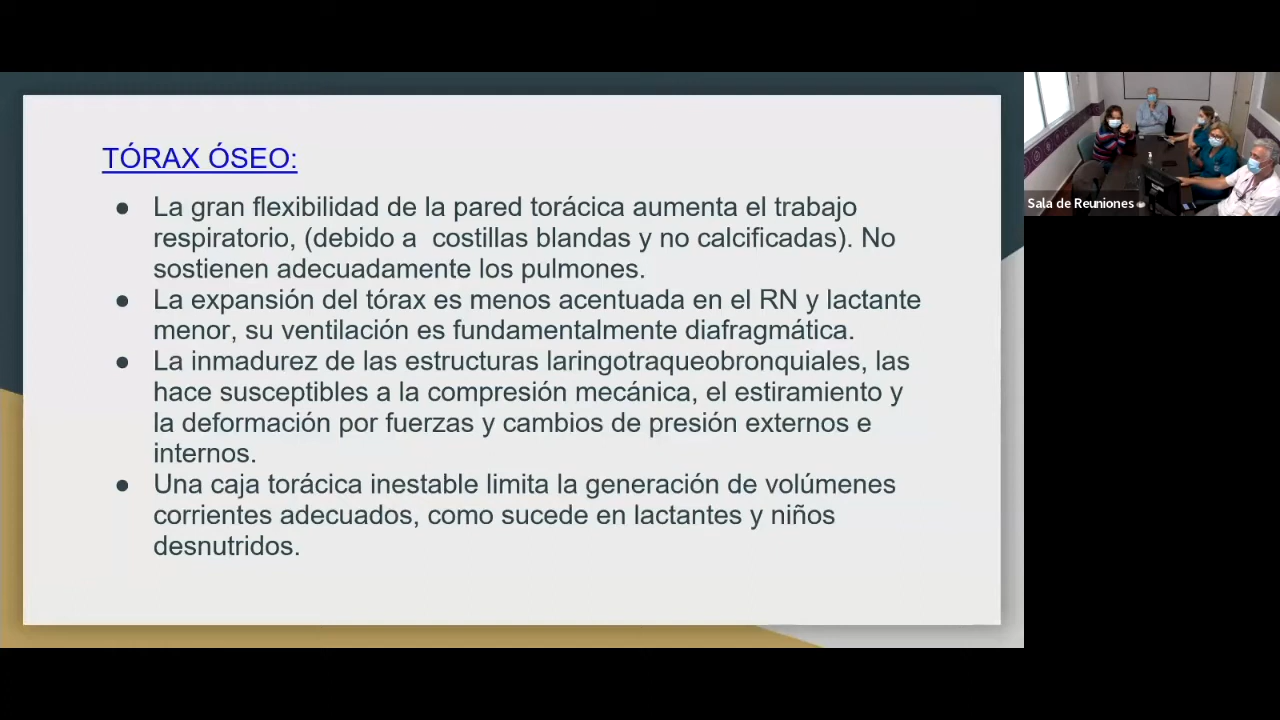 TÓRAX ÓSEO:
● La gran flexibilidad de la pared torácica aumenta el trabajo
respiratorio, (debido a  costillas blandas y no calcificadas). No
sostienen adecuadamente los pulmones.
● La expansión del tórax es menos acentuada en el RN y lactante
menor, su ventilación es fundamentalmente diafragmática.
● La inmadurez de las estructuras laringotraqueobronquiales, las
hace susceptibles a la compresión mecánica, el estiramiento y
la deformación por fuerzas y cambios de presión externos e
internos.
● Una caja torácica inestable limita la generación de volúmenes
corrientes adecuados, como sucede en lactantes y niños
desnutridos.
Sala de Reuniones